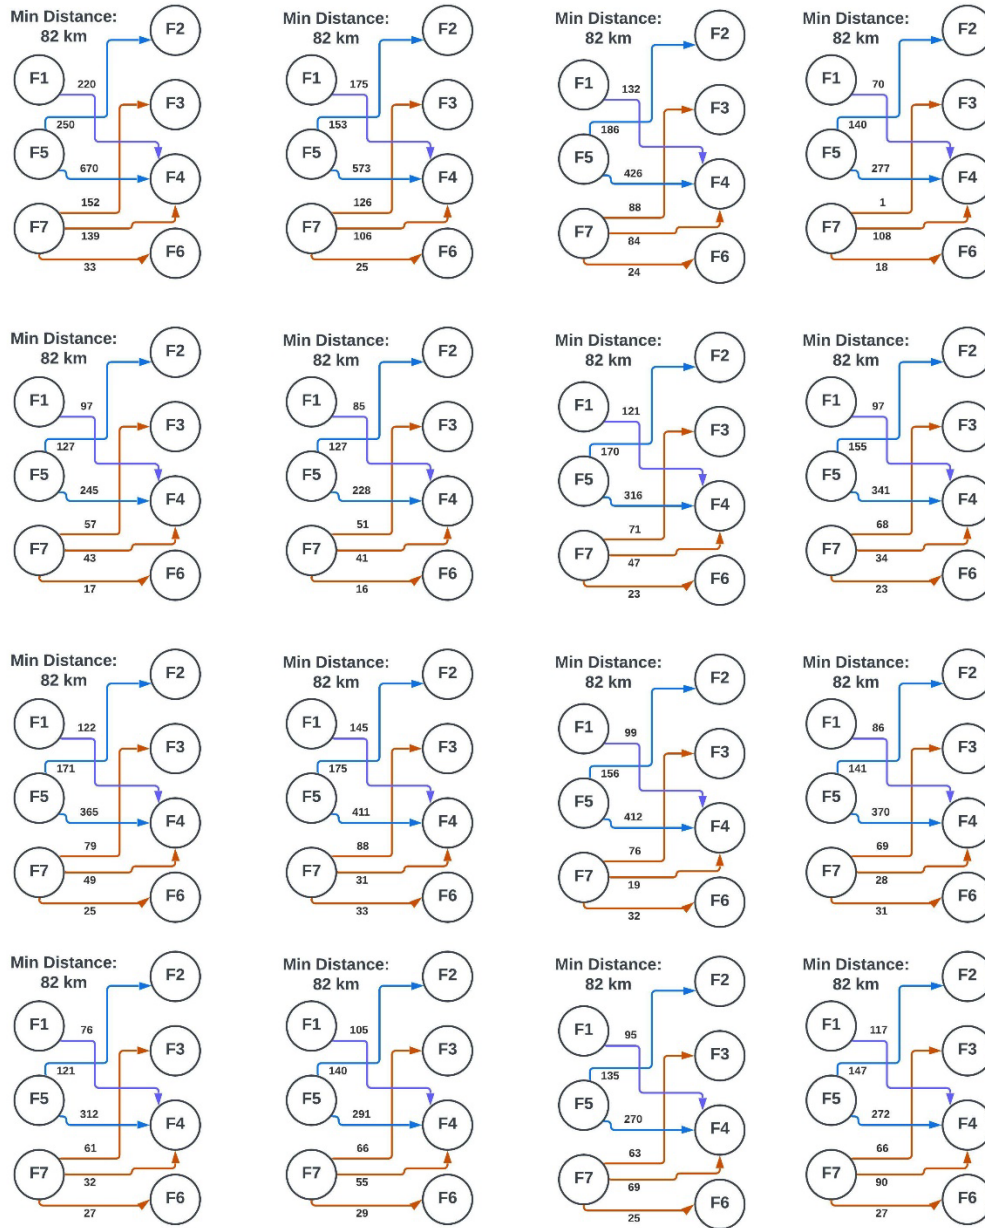 Min Distance:
82 km
F2
F1
220
F3
250
F5
670
F4
152
F7
139
F6
33
Min Distance:
82 km
F2
F1
175
F3
153
F5
573
F4
126
F7
106
F6
25
Min Distance:
82 km
F2
F1
132
F3
186
F5
426
F4
88
F7
84
F6
24
Min Distance:
82 km
F2
F1
70
F3
140
F5
277
F4
1
F7
108
F6
18
Min Distance:
82 km
F2
F1
97
F3
127
F5
245
F4
57
F7
43
F6
17
Min Distance:
82 km
F2
F1
85
F3
127
F5
228
F4
51
F7
41
F6
16
Min Distance:
82 km
F2
F1
121
F3
170
F5
316
F4
71
F7
47
F6
23
Min Distance:
82 km
F2
F1
97
F3
155
F5
341
F4
68
F7
34
F6
23
Min Distance:
82 km
F2
F1
122
F3
171
F5
365
F4
79
F7
49
F6
25
Min Distance:
82 km
F2
F1
145
F3
175
F5
411
F4
88
F7
31
F6
33
Min Distance:
82 km
F2
F1
99
F3
156
F5
412
F4
76
F7
19
F6
32
Min Distance:
82 km
F2
F1
86
F3
141
F5
370
F4
69
F7
28
F6
31
Min Distance:
82 km
F2
F1
76
F3
121
F5
312
F4
61
F7
32
F6
27
Min Distance:
82 km
F2
F1
105
F3
140
F5
291
F4
66
F7
55
F6
29
Min Distance:
82 km
F2
F1
95
F3
135
F5
270
F4
63
F7
69
F6
25
Min Distance:
82 km
F2
F1
117
F3
147
F5
272
F4
66
F7
90
F6
27